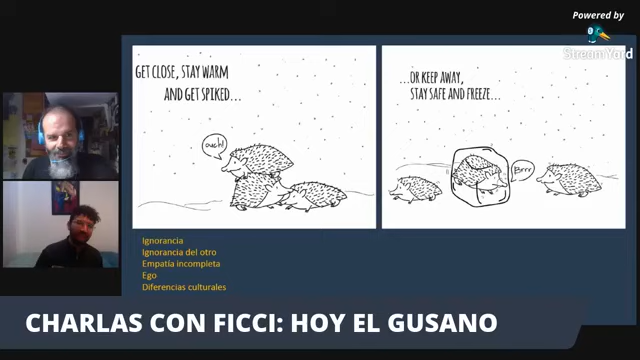 Powered by
StreamYard
GET CLOSE, STAY WARM
AND GET SPIKED...
ouch!
...OR KEEP AWAY,
STAY SAFE AND FREEZE...
Brrr
Ignorancia
Ignorancia del otro
Empatía incompleta
Ego
Diferencias culturales
CHARLAS CON FICCI: HOY EL GUSANO